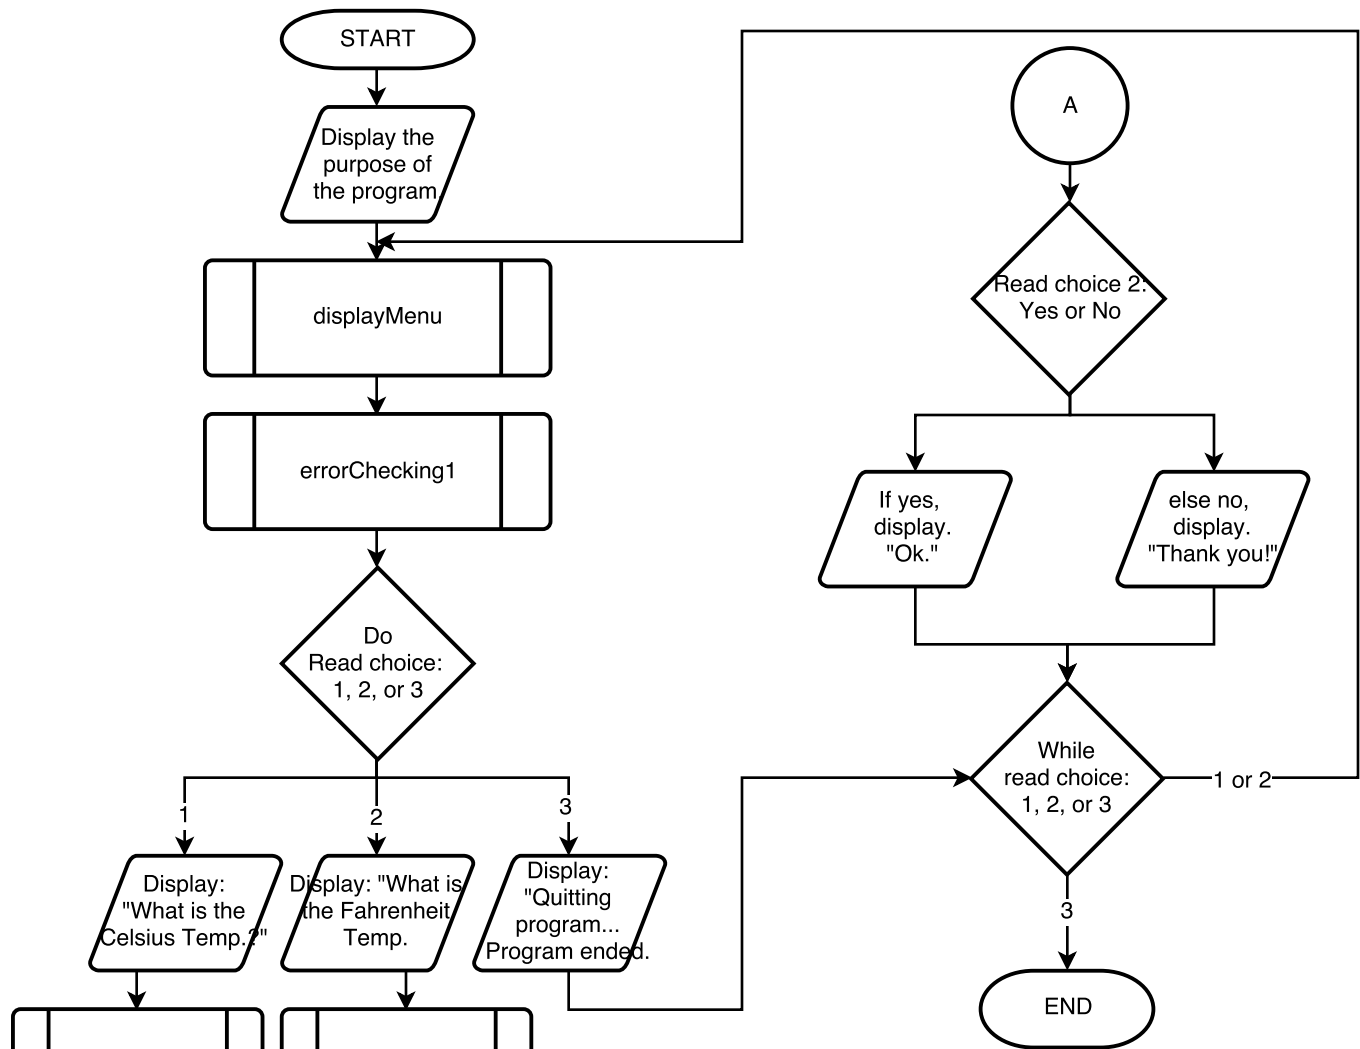 START
Display the
purpose of
the program
displayMenu
errorChecking1
Do
Read choice:
1, 2, or 3
1
2
3
Display:
"What is the
Celsius Temp.?"
Display: "What is
the Fahrenheit
Temp.
Display:
"Quitting
program...
Program ended.
A
Read choice 2:
Yes or No
If yes,
display.
"Ok."
else no,
display.
"Thank you!"
While
read choice:
1, 2, or 3
1 or 2
3
END